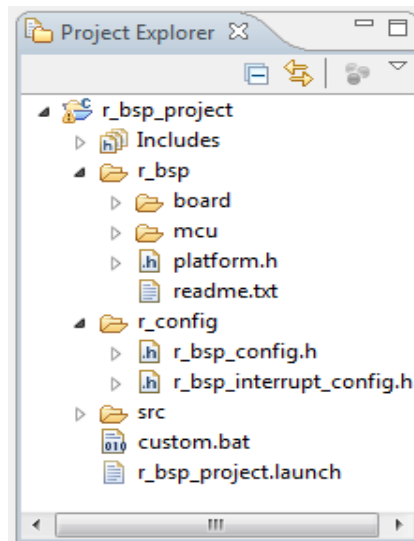 Project Explorer
r_bsp_project
Includes
r_bsp
board
mcu
platform.h
readme.txt
r_config
r_bsp_config.h
r_bsp_interrupt_config.h
src
custom.bat
r_bsp_project.launch